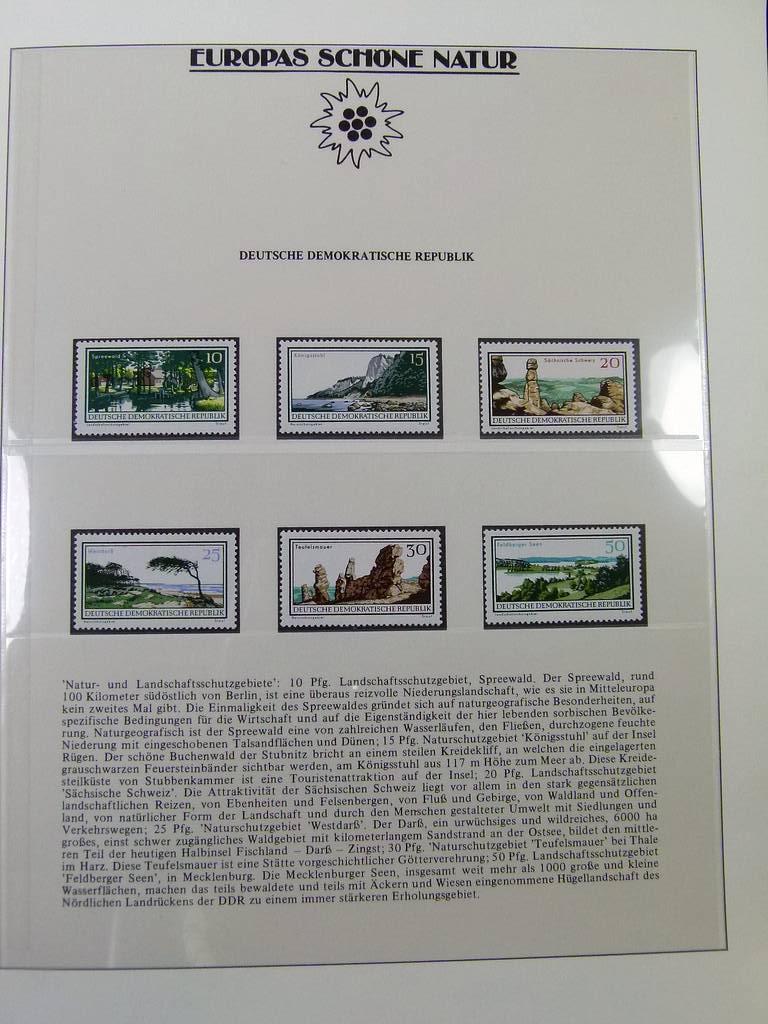 EUROPAS SCHÖNE NATUR
DEUTSCHE DEMOKRATISCHE REPUBLIK
Spreewald 10
DEUTSCHE DEMOKRATISCHE REPUBLIK
Landschaftsschutzgebiet
Königsstuhl 15
DEUTSCHE DEMOKRATISCHE REPUBLIK
Naturschutzgebiet
Sächsische Schweiz 20
DEUTSCHE DEMOKRATISCHE REPUBLIK
Landschaftsschutzgebiet
Westdarß 25
DEUTSCHE DEMOKRATISCHE REPUBLIK
Naturschutzgebiet
Teufelsmauer 30
DEUTSCHE DEMOKRATISCHE REPUBLIK
Naturschutzgebiet
Feldberger Seen 50
DEUTSCHE DEMOKRATISCHE REPUBLIK
Landschaftsschutzgebiet
'Natur- und Landschaftsschutzgebiete': 10 Pfg. Landschaftsschutzgebiet, Spreewald. Der Spreewald, rund
100 Kilometer südöstlich von Berlin, ist eine überaus reizvolle Niederungslandschaft, wie es sie in Mitteleuropa
kein zweites Mal gibt. Die Einmaligkeit des Spreewaldes gründet sich auf naturgeografische Besonderheiten, auf
spezifische Bedingungen für die Wirtschaft und auf die Eigenständigkeit der hier lebenden sorbischen Bevölke-
rung. Naturgeografisch ist der Spreewald eine von zahlreichen Wasserläufen, den Fließen, durchzogene feuchte
Niederung mit eingeschobenen Talsandflächen und Dünen; 15 Pfg. Naturschutzgebiet 'Königsstuhl' auf der Insel
Rügen. Der schöne Buchenwald der Stubnitz bricht an einem steilen Kreidekliff, an welchen die eingelagerten
grauschwarzen Feuersteinbänder sichtbar werden, am Königsstuhl aus 117 m Höhe zum Meer ab. Diese Kreide-
steilküste von Stubbenkammer ist eine Touristenattraktion auf der Insel; 20 Pfg. Landschaftsschutzgebiet
'Sächsische Schweiz'. Die Attraktivität der Sächsischen Schweiz liegt vor allem in den stark gegensätzlichen
landschaftlichen Reizen, von Ebenheiten und Felsenbergen, von Fluß und Gebirge, von Waldland und Offen-
land, von natürlicher Form der Landschaft und durch den Menschen gestalteter Umwelt mit Siedlungen und
Verkehrswegen; 25 Pfg. 'Naturschutzgebiet 'Westdarß'. Der Darß, ein urwüchsiges und wildreiches, 6000 ha
großes, einst schwer zugängliches Waldgebiet mit kilometerlangem Sandstrand an der Ostsee, bildet den mittle-
ren Teil der heutigen Halbinsel Fischland – Darß – Zingst; 30 Pfg. 'Naturschutzgebiet 'Teufelsmauer' bei Thale
im Harz. Diese Teufelsmauer ist eine Stätte vorgeschichtlicher Götterverehrung; 50 Pfg. Landschaftsschutzgebiet
'Feldberger Seen', in Mecklenburg. Die Mecklenburger Seen, insgesamt weit mehr als 1000 große und kleine
Wasserflächen, machen das teils bewaldete und teils mit Äckern und Wiesen eingenommene Hügellandschaft des
Nördlichen Landrückens der DDR zu einem immer stärkeren Erholungsgebiet.